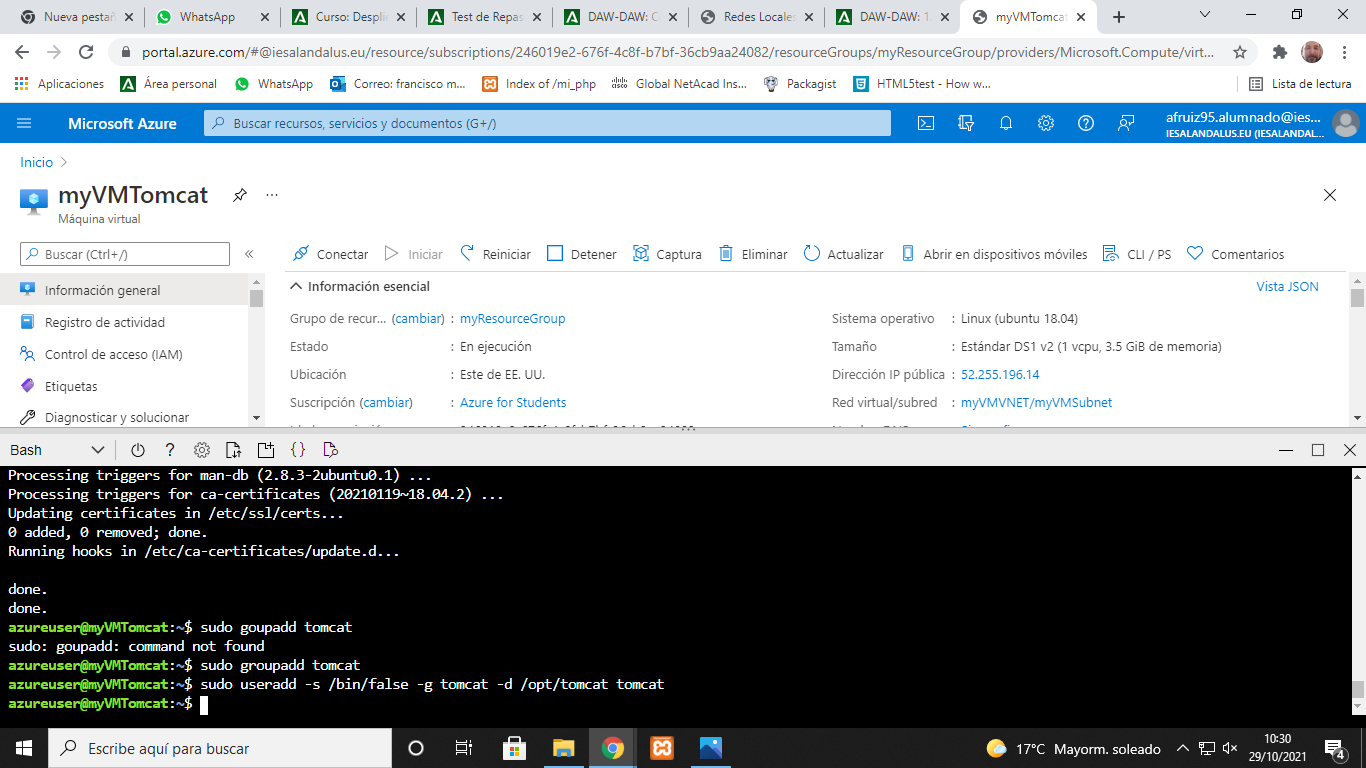 Nueva pestañ
WhatsApp
Curso: Desplie
Test de Repas
DAW-DAW: C
Redes Locales
DAW-DAW: 1.
myVMTomcat
portal.azure.com/#@iesalandalus.eu/resource/subscriptions/246019e2-676f-4c8f-b7bf-36cb9aa24082/resourceGroups/myResourceGroup/providers/Microsoft.Compute/virt...
Aplicaciones
Área personal
WhatsApp
Correo: francisco m...
Index of /mi_php
Global NetAcad Ins...
Packagist
HTML5test - How w...
Lista de lectura
Microsoft Azure
Buscar recursos, servicios y documentos (G+/)
afruiz95.alumnado@ies...
IESALANDALUS.EU (IESALANDAL...
Inicio
myVMTomcat
Máquina virtual
Buscar (Ctrl+/)
Conectar
Iniciar
Reiniciar
Detener
Captura
Eliminar
Actualizar
Abrir en dispositivos móviles
CLI / PS
Comentarios
Información general
Registro de actividad
Control de acceso (IAM)
Etiquetas
Diagnosticar y solucionar
Información esencial
Vista JSON
Grupo de recur... (cambiar) : myResourceGroup
Estado : En ejecución
Ubicación : Este de EE. UU.
Suscripción (cambiar) : Azure for Students
Sistema operativo : Linux (ubuntu 18.04)
Tamaño : Estándar DS1 v2 (1 vcpu, 3.5 GiB de memoria)
Dirección IP pública : 52.255.196.14
Red virtual/subred : myVMVNET/myVMSubnet
Bash
Processing triggers for man-db (2.8.3-2ubuntu0.1) ...
Processing triggers for ca-certificates (20210119~18.04.2) ...
Updating certificates in /etc/ssl/certs...
0 added, 0 removed; done.
Running hooks in /etc/ca-certificates/update.d...
done.
done.
azureuser@myVMTomcat:~$ sudo goupadd tomcat
sudo: goupadd: command not found
azureuser@myVMTomcat:~$ sudo groupadd tomcat
azureuser@myVMTomcat:~$ sudo useradd -s /bin/false -g tomcat -d /opt/tomcat tomcat
azureuser@myVMTomcat:~$
Escribe aquí para buscar
17°C Mayorm. soleado
10:30
29/10/2021
4